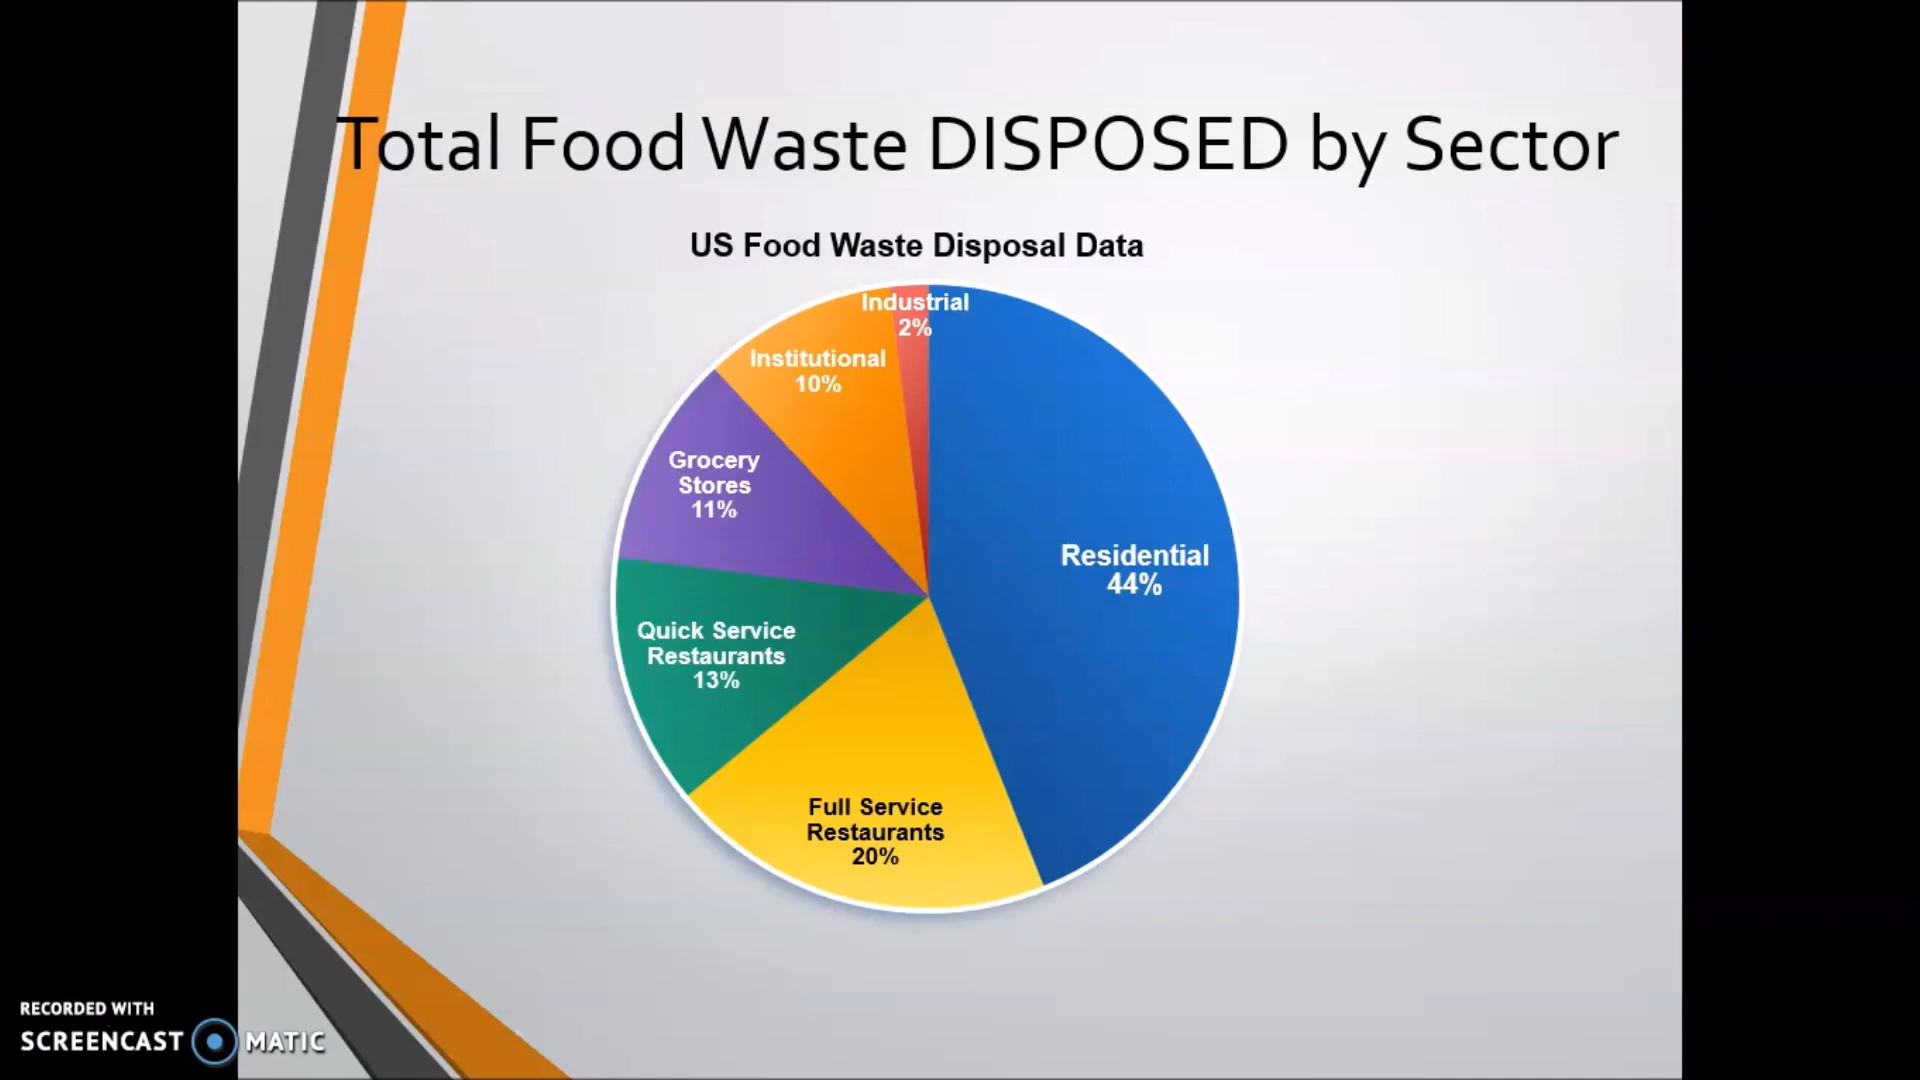 Total Food Waste DISPOSED by Sector
US Food Waste Disposal Data
Industrial
2%
Institutional
10%
Grocery
Stores
11%
Residential
44%
Quick Service
Restaurants
13%
Full Service
Restaurants
20%
RECORDED WITH
SCREENCAST MATIC